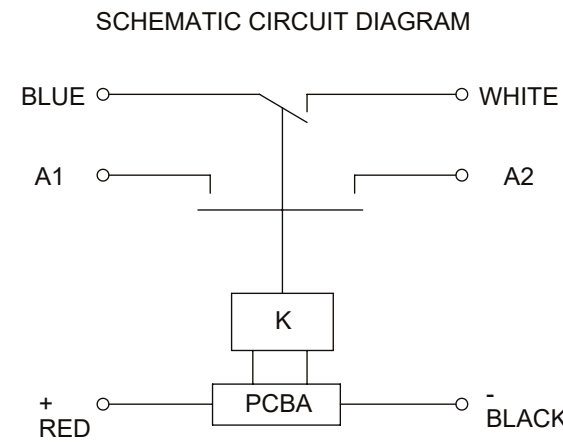 SCHEMATIC CIRCUIT DIAGRAM
BLUE
WHITE
A1
A2
K
PCBA
+
RED
-
BLACK